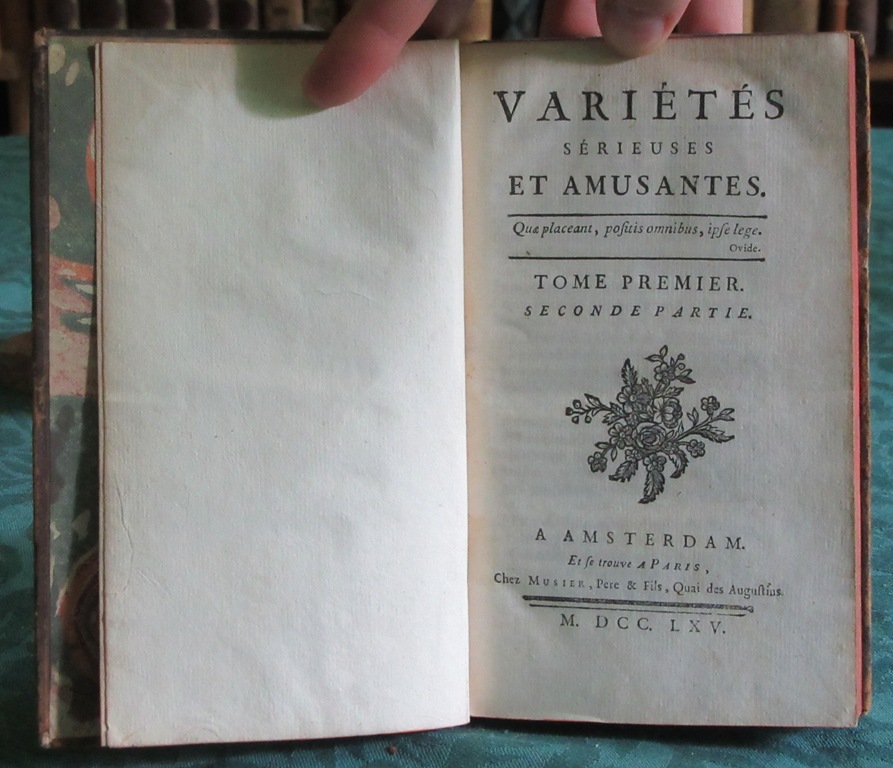 VARIÉTÉS
SÉRIEUSES
ET AMUSANTES.
Quæ placeant, poſitis omnibus, ipſe lege.
Ovide.
TOME PREMIER.
SECONDE PARTIE.
A AMSTERDAM.
Et ſe trouve A PARIS,
Chez MUSIER, Pere & Fils, Quai des Auguſtins.
M. DCC. LXV.